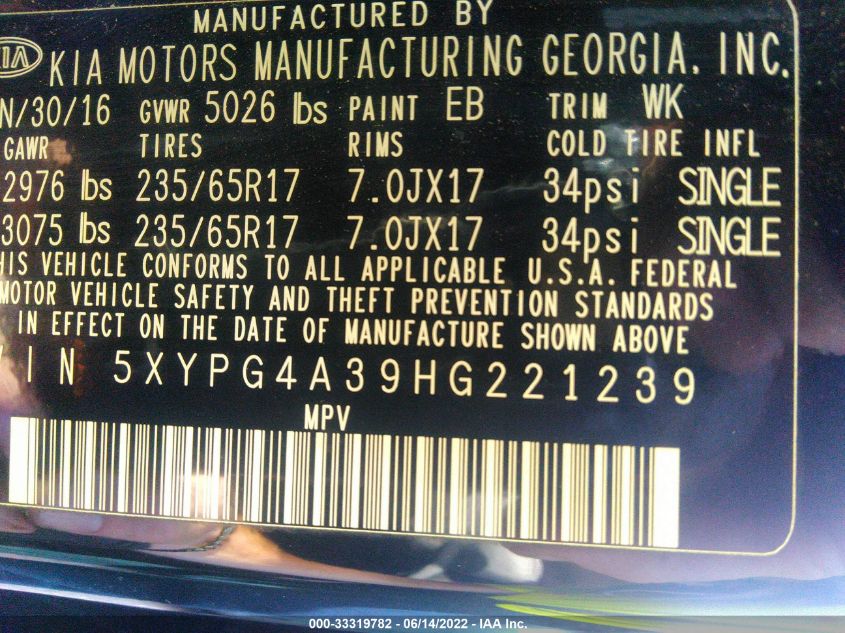 MANUFACTURED BY
KIA KIA MOTORS MANUFACTURING GEORGIA, INC.
N/30/16 GVWR 5026 lbs PAINT EB TRIM WK
GAWR TIRES RIMS COLD TIRE INFL
2976 lbs 235/65R17 7.0JX17 34psi SINGLE
3075 lbs 235/65R17 7.0JX17 34psi SINGLE
HIS VEHICLE CONFORMS TO ALL APPLICABLE U.S.A. FEDERAL
MOTOR VEHICLE SAFETY AND THEFT PREVENTION STANDARDS
IN EFFECT ON THE DATE OF MANUFACTURE SHOWN ABOVE
VIN 5XYPG4A39HG221239
MPV
000-33319782 - 06/14/2022 - IAA Inc.